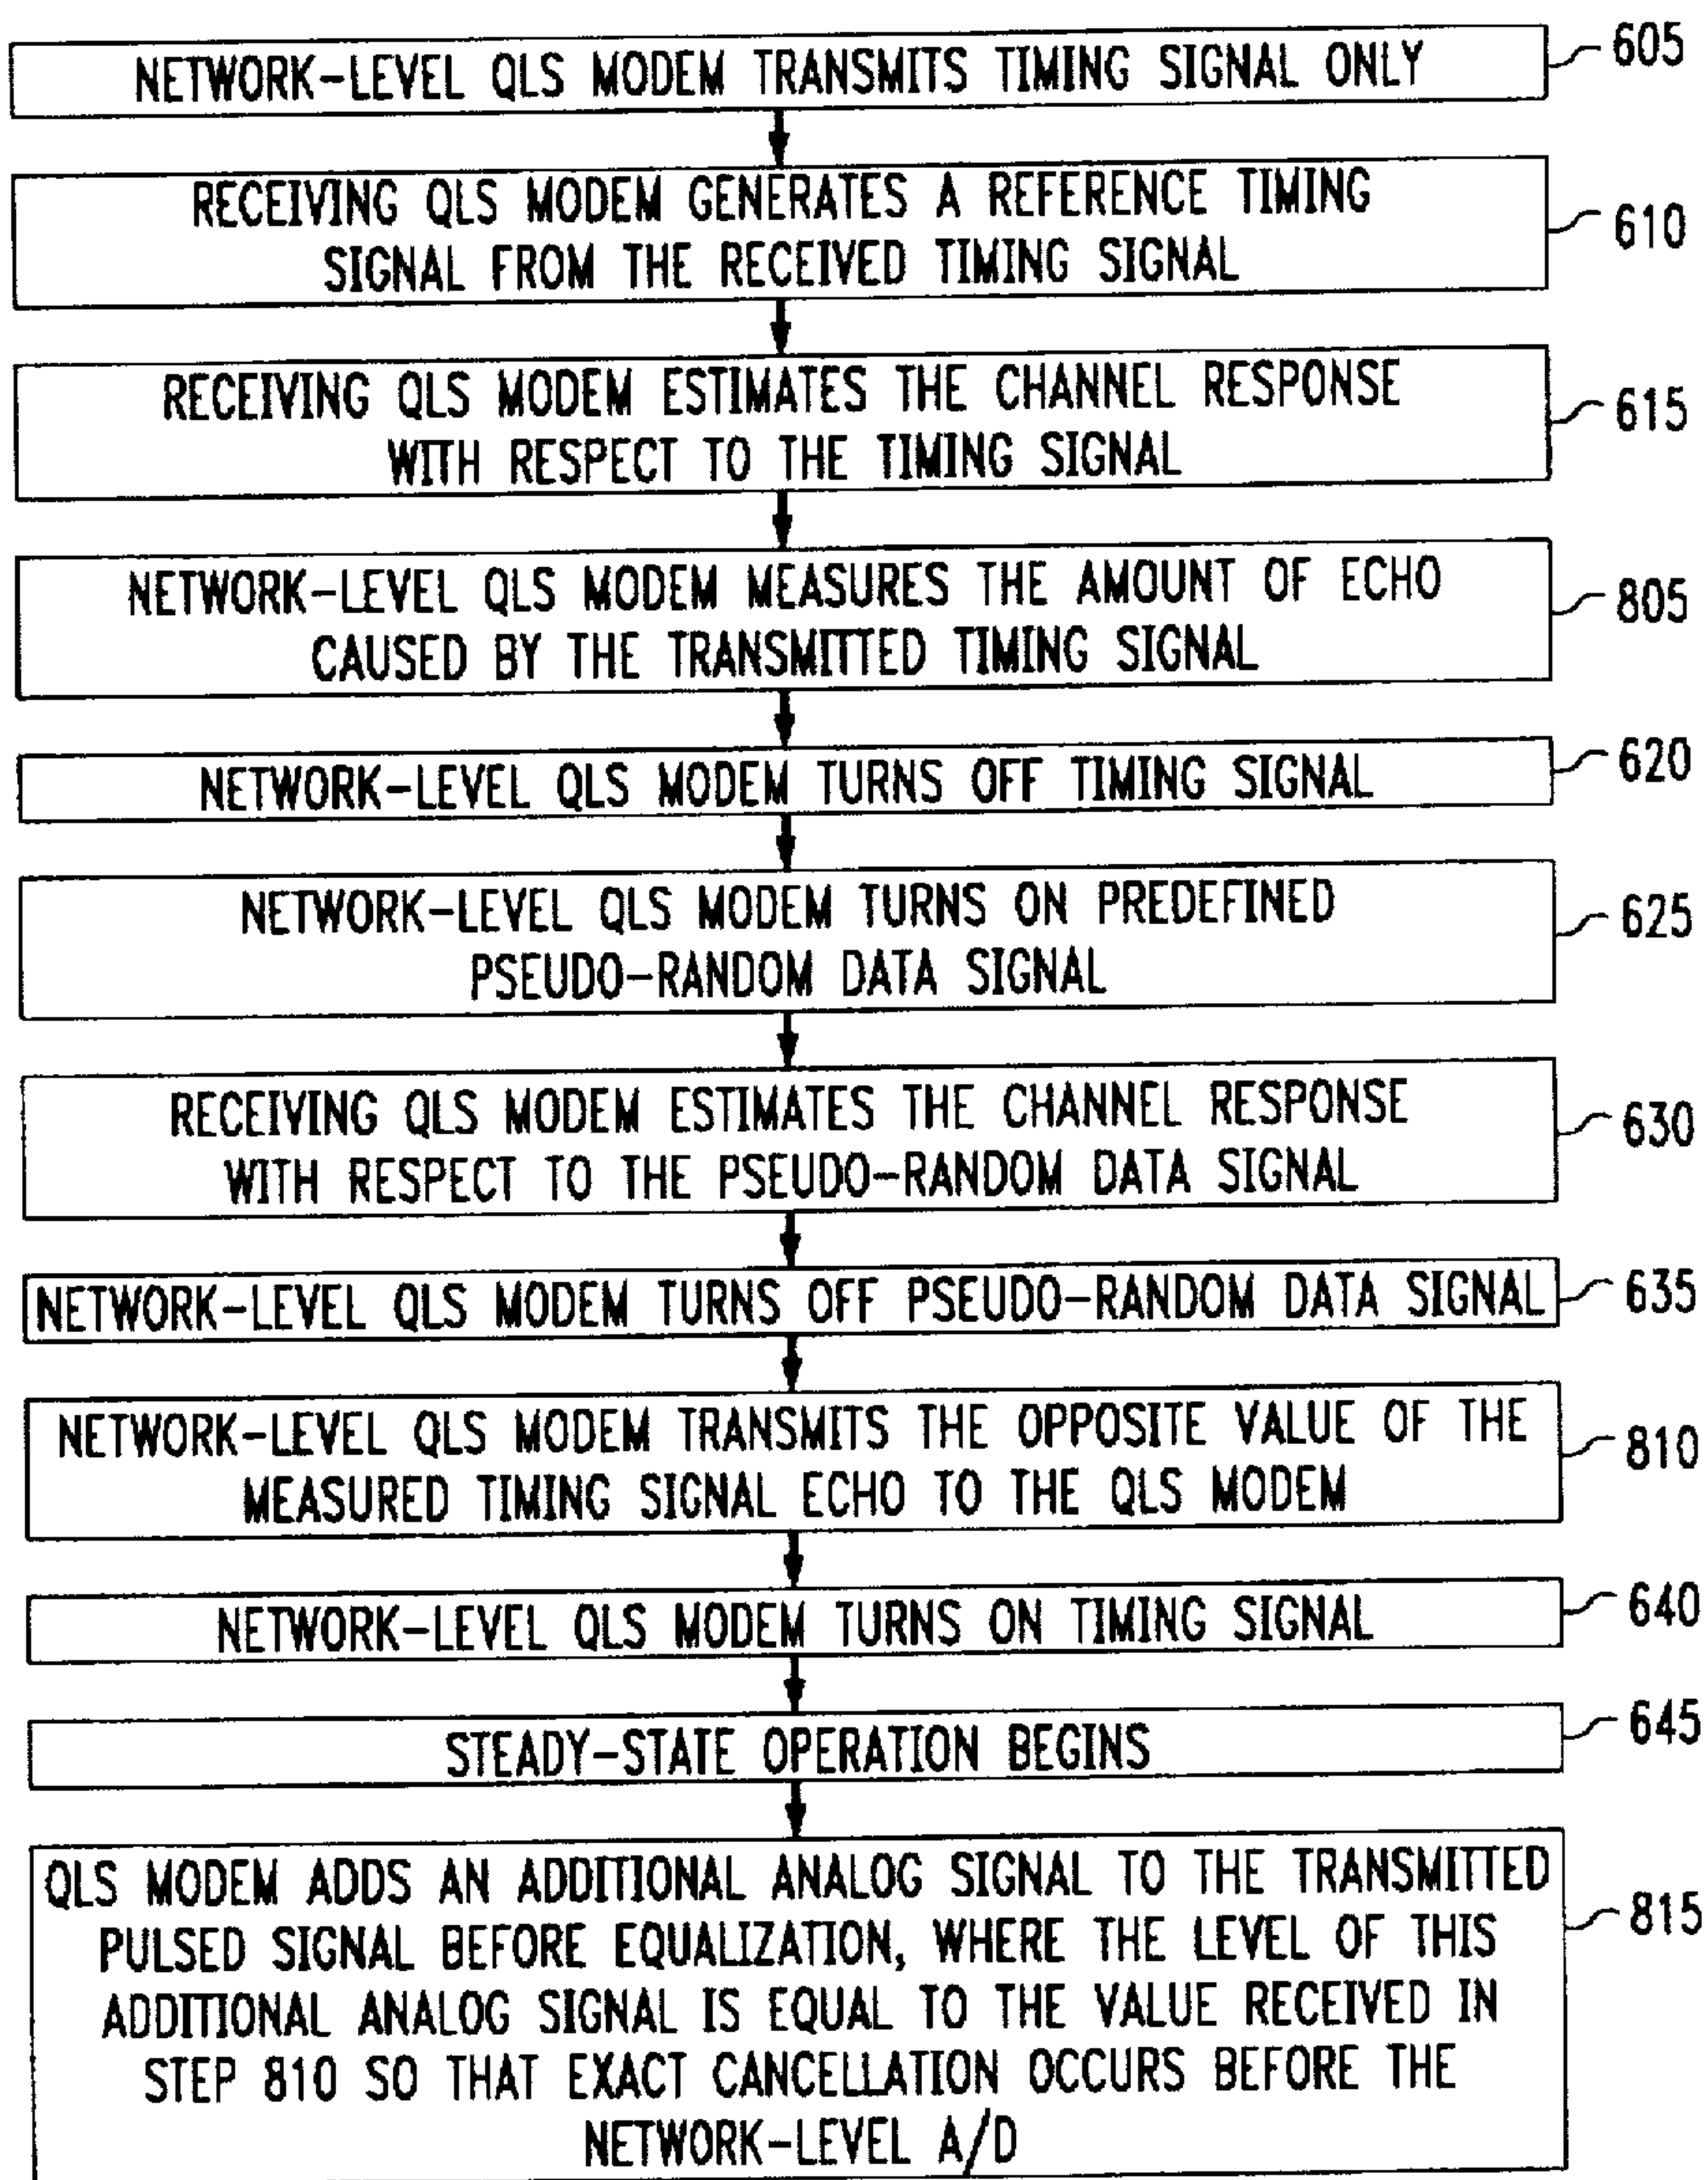 NETWORK-LEVEL QLS MODEM TRANSMITS TIMING SIGNAL ONLY
605
RECEIVING QLS MODEM GENERATES A REFERENCE TIMING
SIGNAL FROM THE RECEIVED TIMING SIGNAL
610
RECEIVING QLS MODEM ESTIMATES THE CHANNEL RESPONSE
WITH RESPECT TO THE TIMING SIGNAL
615
NETWORK-LEVEL QLS MODEM MEASURES THE AMOUNT OF ECHO
CAUSED BY THE TRANSMITTED TIMING SIGNAL
805
NETWORK-LEVEL QLS MODEM TURNS OFF TIMING SIGNAL
620
NETWORK-LEVEL QLS MODEM TURNS ON PREDEFINED
PSEUDO-RANDOM DATA SIGNAL
625
RECEIVING QLS MODEM ESTIMATES THE CHANNEL RESPONSE
WITH RESPECT TO THE PSEUDO-RANDOM DATA SIGNAL
630
NETWORK-LEVEL QLS MODEM TURNS OFF PSEUDO-RANDOM DATA SIGNAL
635
NETWORK-LEVEL QLS MODEM TRANSMITS THE OPPOSITE VALUE OF THE
MEASURED TIMING SIGNAL ECHO TO THE QLS MODEM
810
NETWORK-LEVEL QLS MODEM TURNS ON TIMING SIGNAL
640
STEADY-STATE OPERATION BEGINS
645
QLS MODEM ADDS AN ADDITIONAL ANALOG SIGNAL TO THE TRANSMITTED
PULSED SIGNAL BEFORE EQUALIZATION, WHERE THE LEVEL OF THIS
ADDITIONAL ANALOG SIGNAL IS EQUAL TO THE VALUE RECEIVED IN
STEP 810 SO THAT EXACT CANCELLATION OCCURS BEFORE THE
NETWORK-LEVEL A/D
815